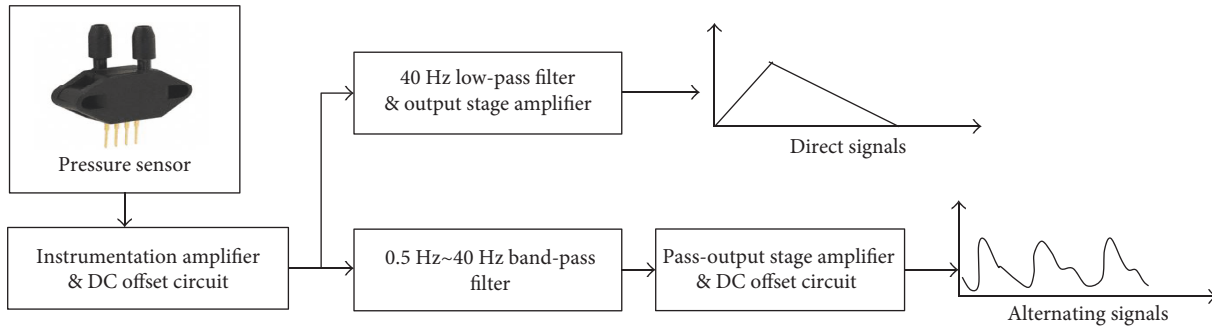 Pressure sensor
Instrumentation amplifier
& DC offset circuit
40 Hz low-pass filter
& output stage amplifier
Direct signals
0.5 Hz~40 Hz band-pass
filter
Pass-output stage amplifier
& DC offset circuit
Alternating signals